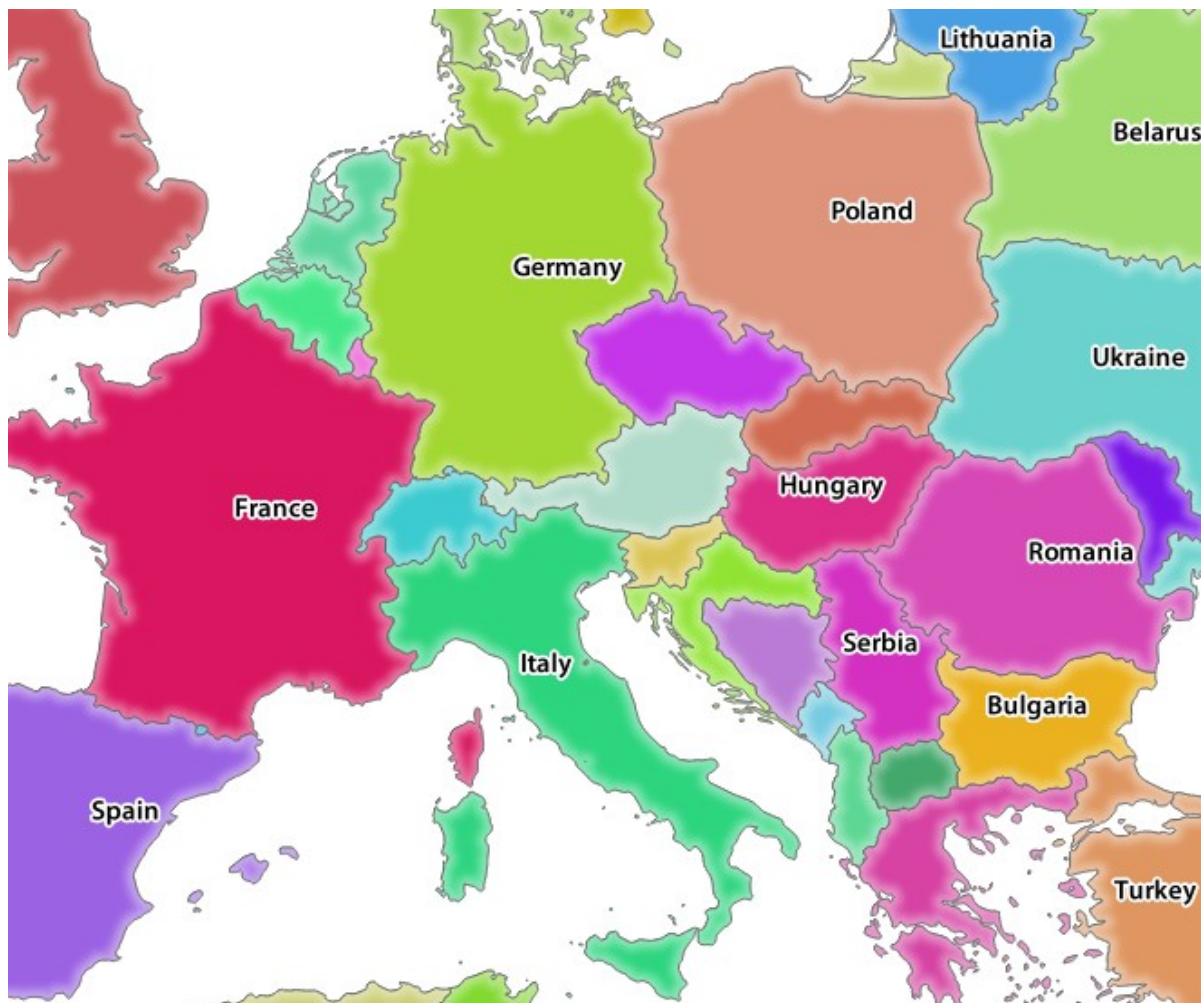 Lithuania
Belarus
Poland
Germany
Ukraine
Hungary
France
Romania
Serbia
Italy
Bulgaria
Spain
Turkey